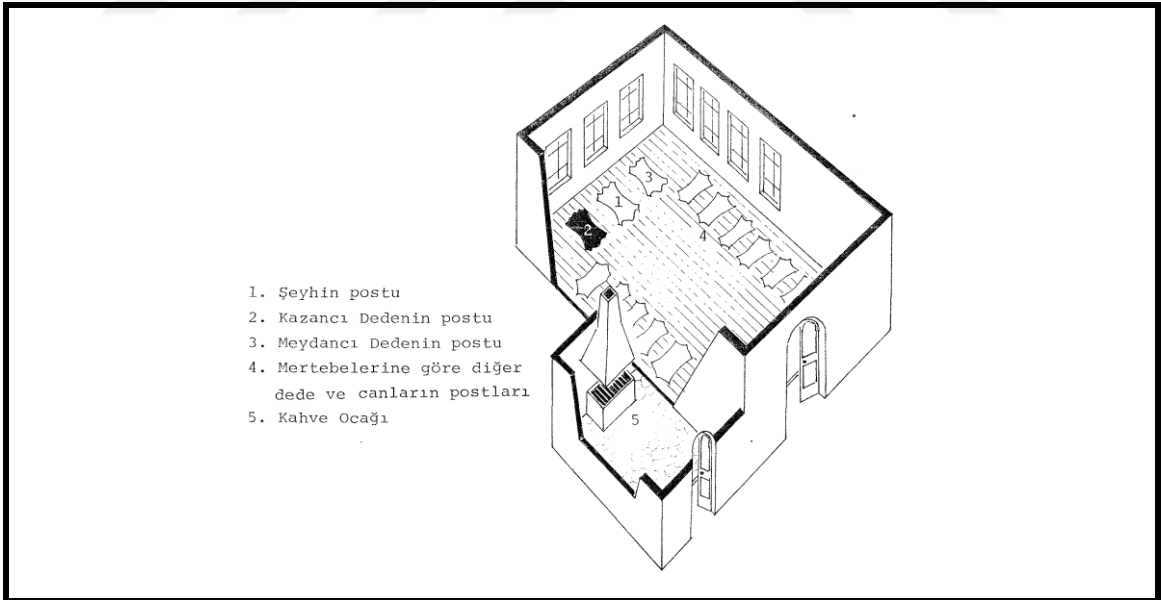 1. Şeyhin postu
2. Kazancı Dedenin postu
3. Meydancı Dedenin postu
4. Mertebelerine göre diğer
dede ve canların postları
5. Kahve Ocağı
3
1
2
4
5